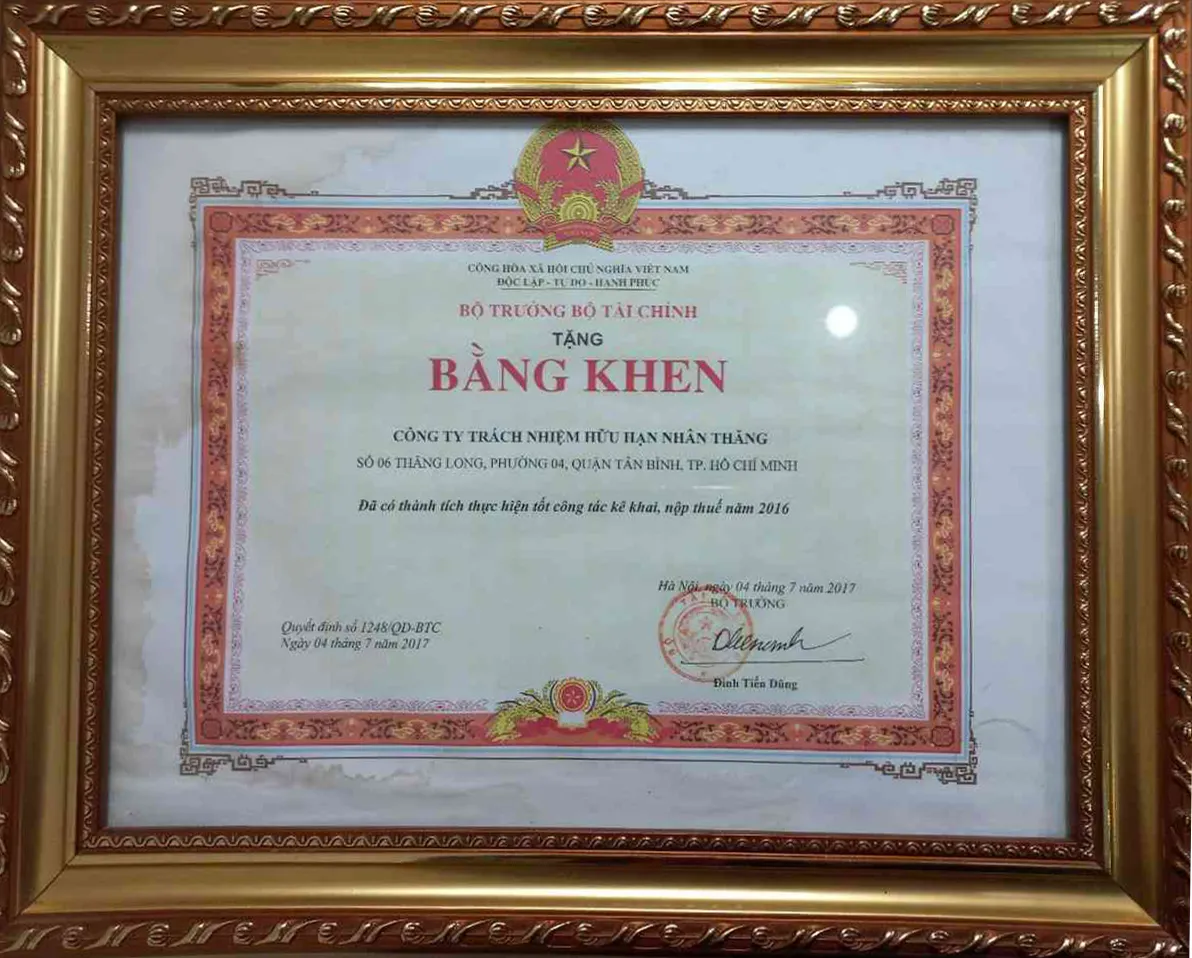 CỘNG HÒA XÃ HỘI CHỦ NGHĨA VIỆT NAM
ĐỘC LẬP - TỰ DO - HẠNH PHÚC
BỘ TRƯỞNG BỘ TÀI CHÍNH
TẶNG
BẰNG KHEN
CÔNG TY TRÁCH NHIỆM HỮU HẠN NHÂN THĂNG
SỐ 06 THĂNG LONG, PHƯỜNG 04, QUẬN TÂN BÌNH, TP. HỒ CHÍ MINH
Đã có thành tích thực hiện tốt công tác kê khai, nộp thuế năm 2016
Hà Nội, ngày 04 tháng 7 năm 2017
BỘ TRƯỞNG
Quyết định số 1248/QĐ-BTC
Ngày 04 tháng 7 năm 2017
Đinh Tiến Dũng